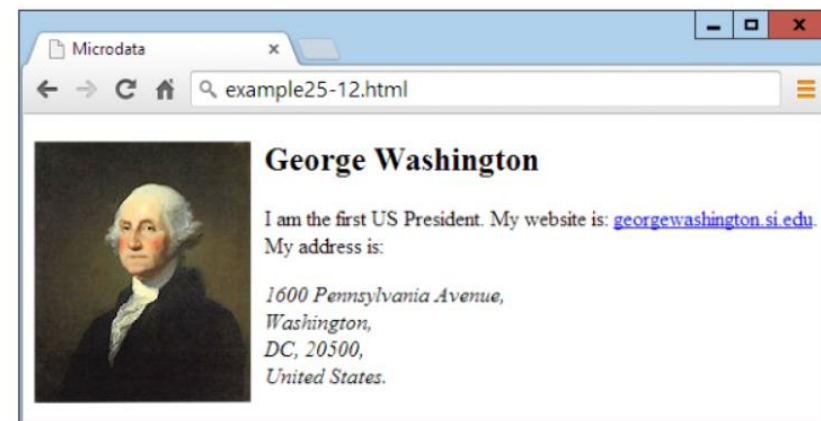 Microdata
example25-12.html
George Washington
I am the first US President. My website is: georgewashington.si.edu.
My address is:
1600 Pennsylvania Avenue,
Washington,
DC, 20500,
United States.